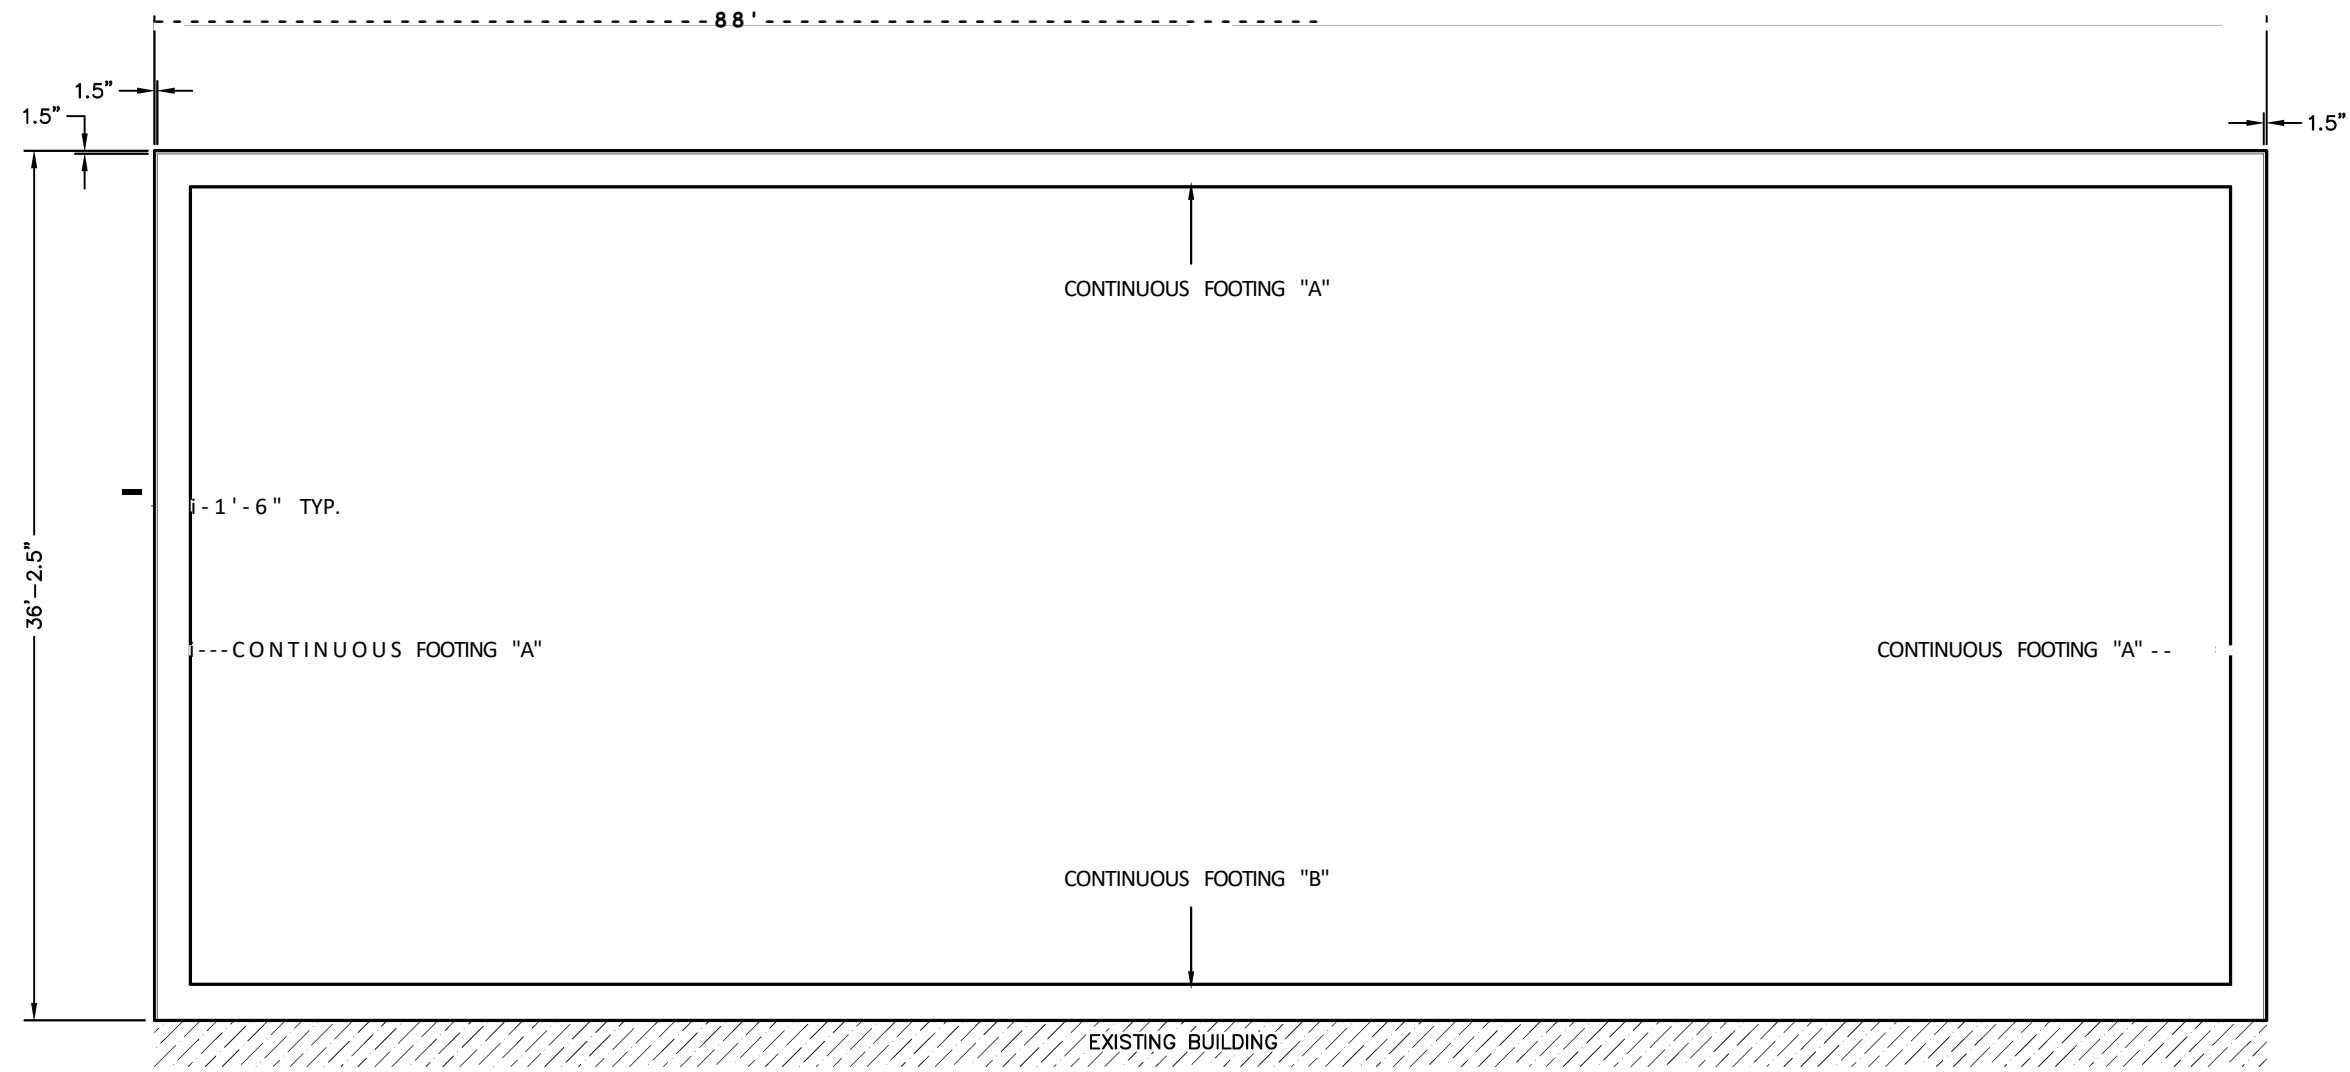 88'
1.5"
1.5"
1.5"
CONTINUOUS FOOTING "A"
1'-6" TYP.
36'-2.5"
CONTINUOUS FOOTING "A"
CONTINUOUS FOOTING "A"
CONTINUOUS FOOTING "B"
EXISTING BUILDING